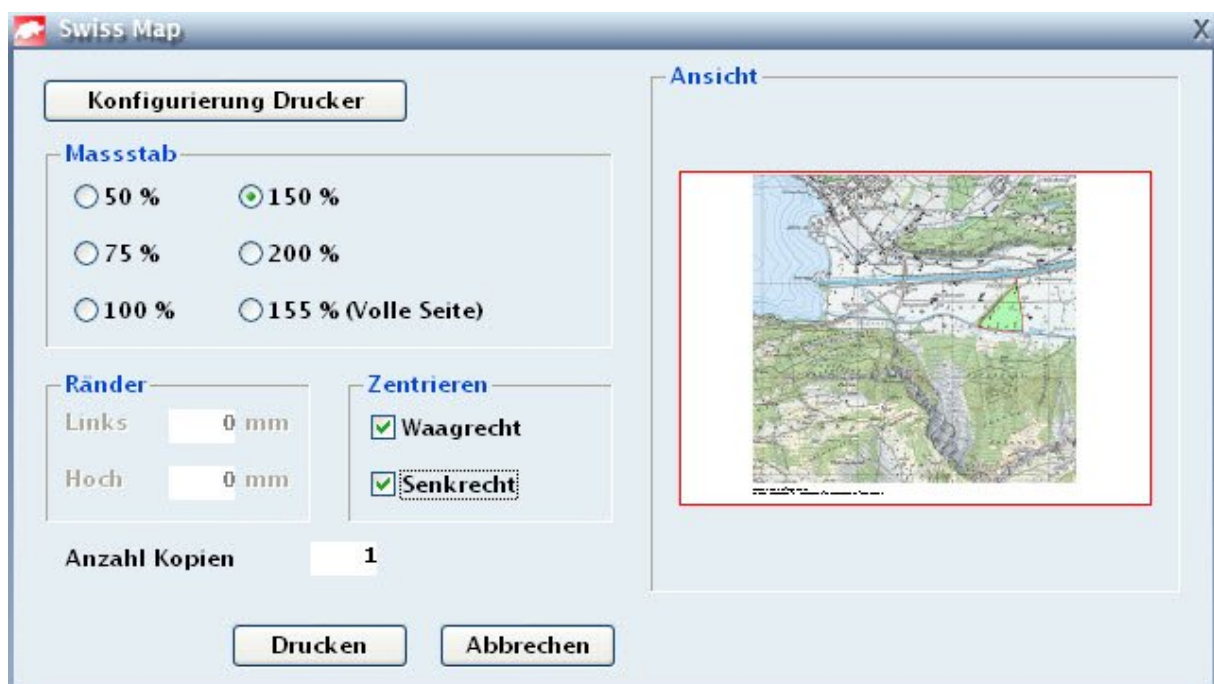 Swiss Map
X
Konfigurierung Drucker
Ansicht
Massstab
50 %
150 %
75 %
200 %
100 %
155 % (Volle Seite)
Ränder
Zentrieren
Links 0 mm
Waagrecht
Hoch 0 mm
Senkrecht
Anzahl Kopien 1
Drucken
Abbrechen